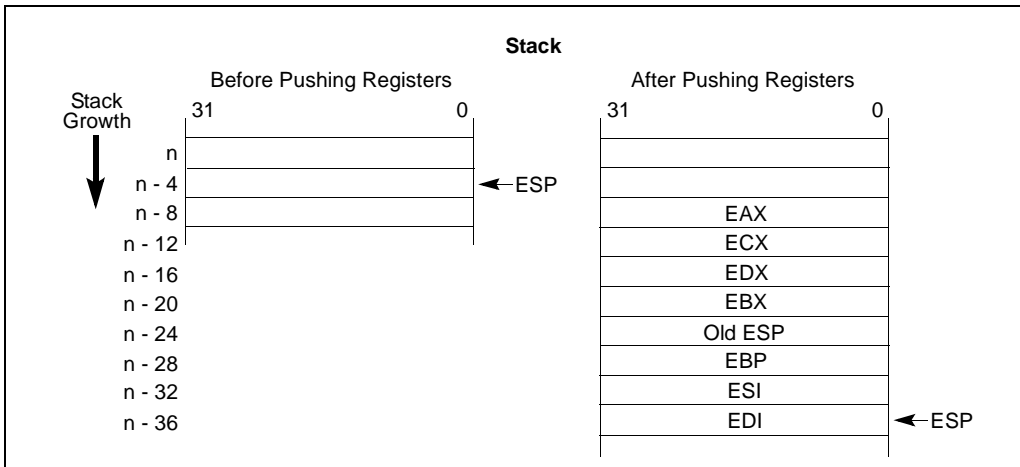 Stack
Before Pushing Registers After Pushing Registers
Stack
Growth
31 0 31 0
n
n - 4 ESP
n - 8 EAX
n - 12 ECX
n - 16 EDX
n - 20 EBX
n - 24 Old ESP
n - 28 EBP
n - 32 ESI
n - 36 EDI ESP